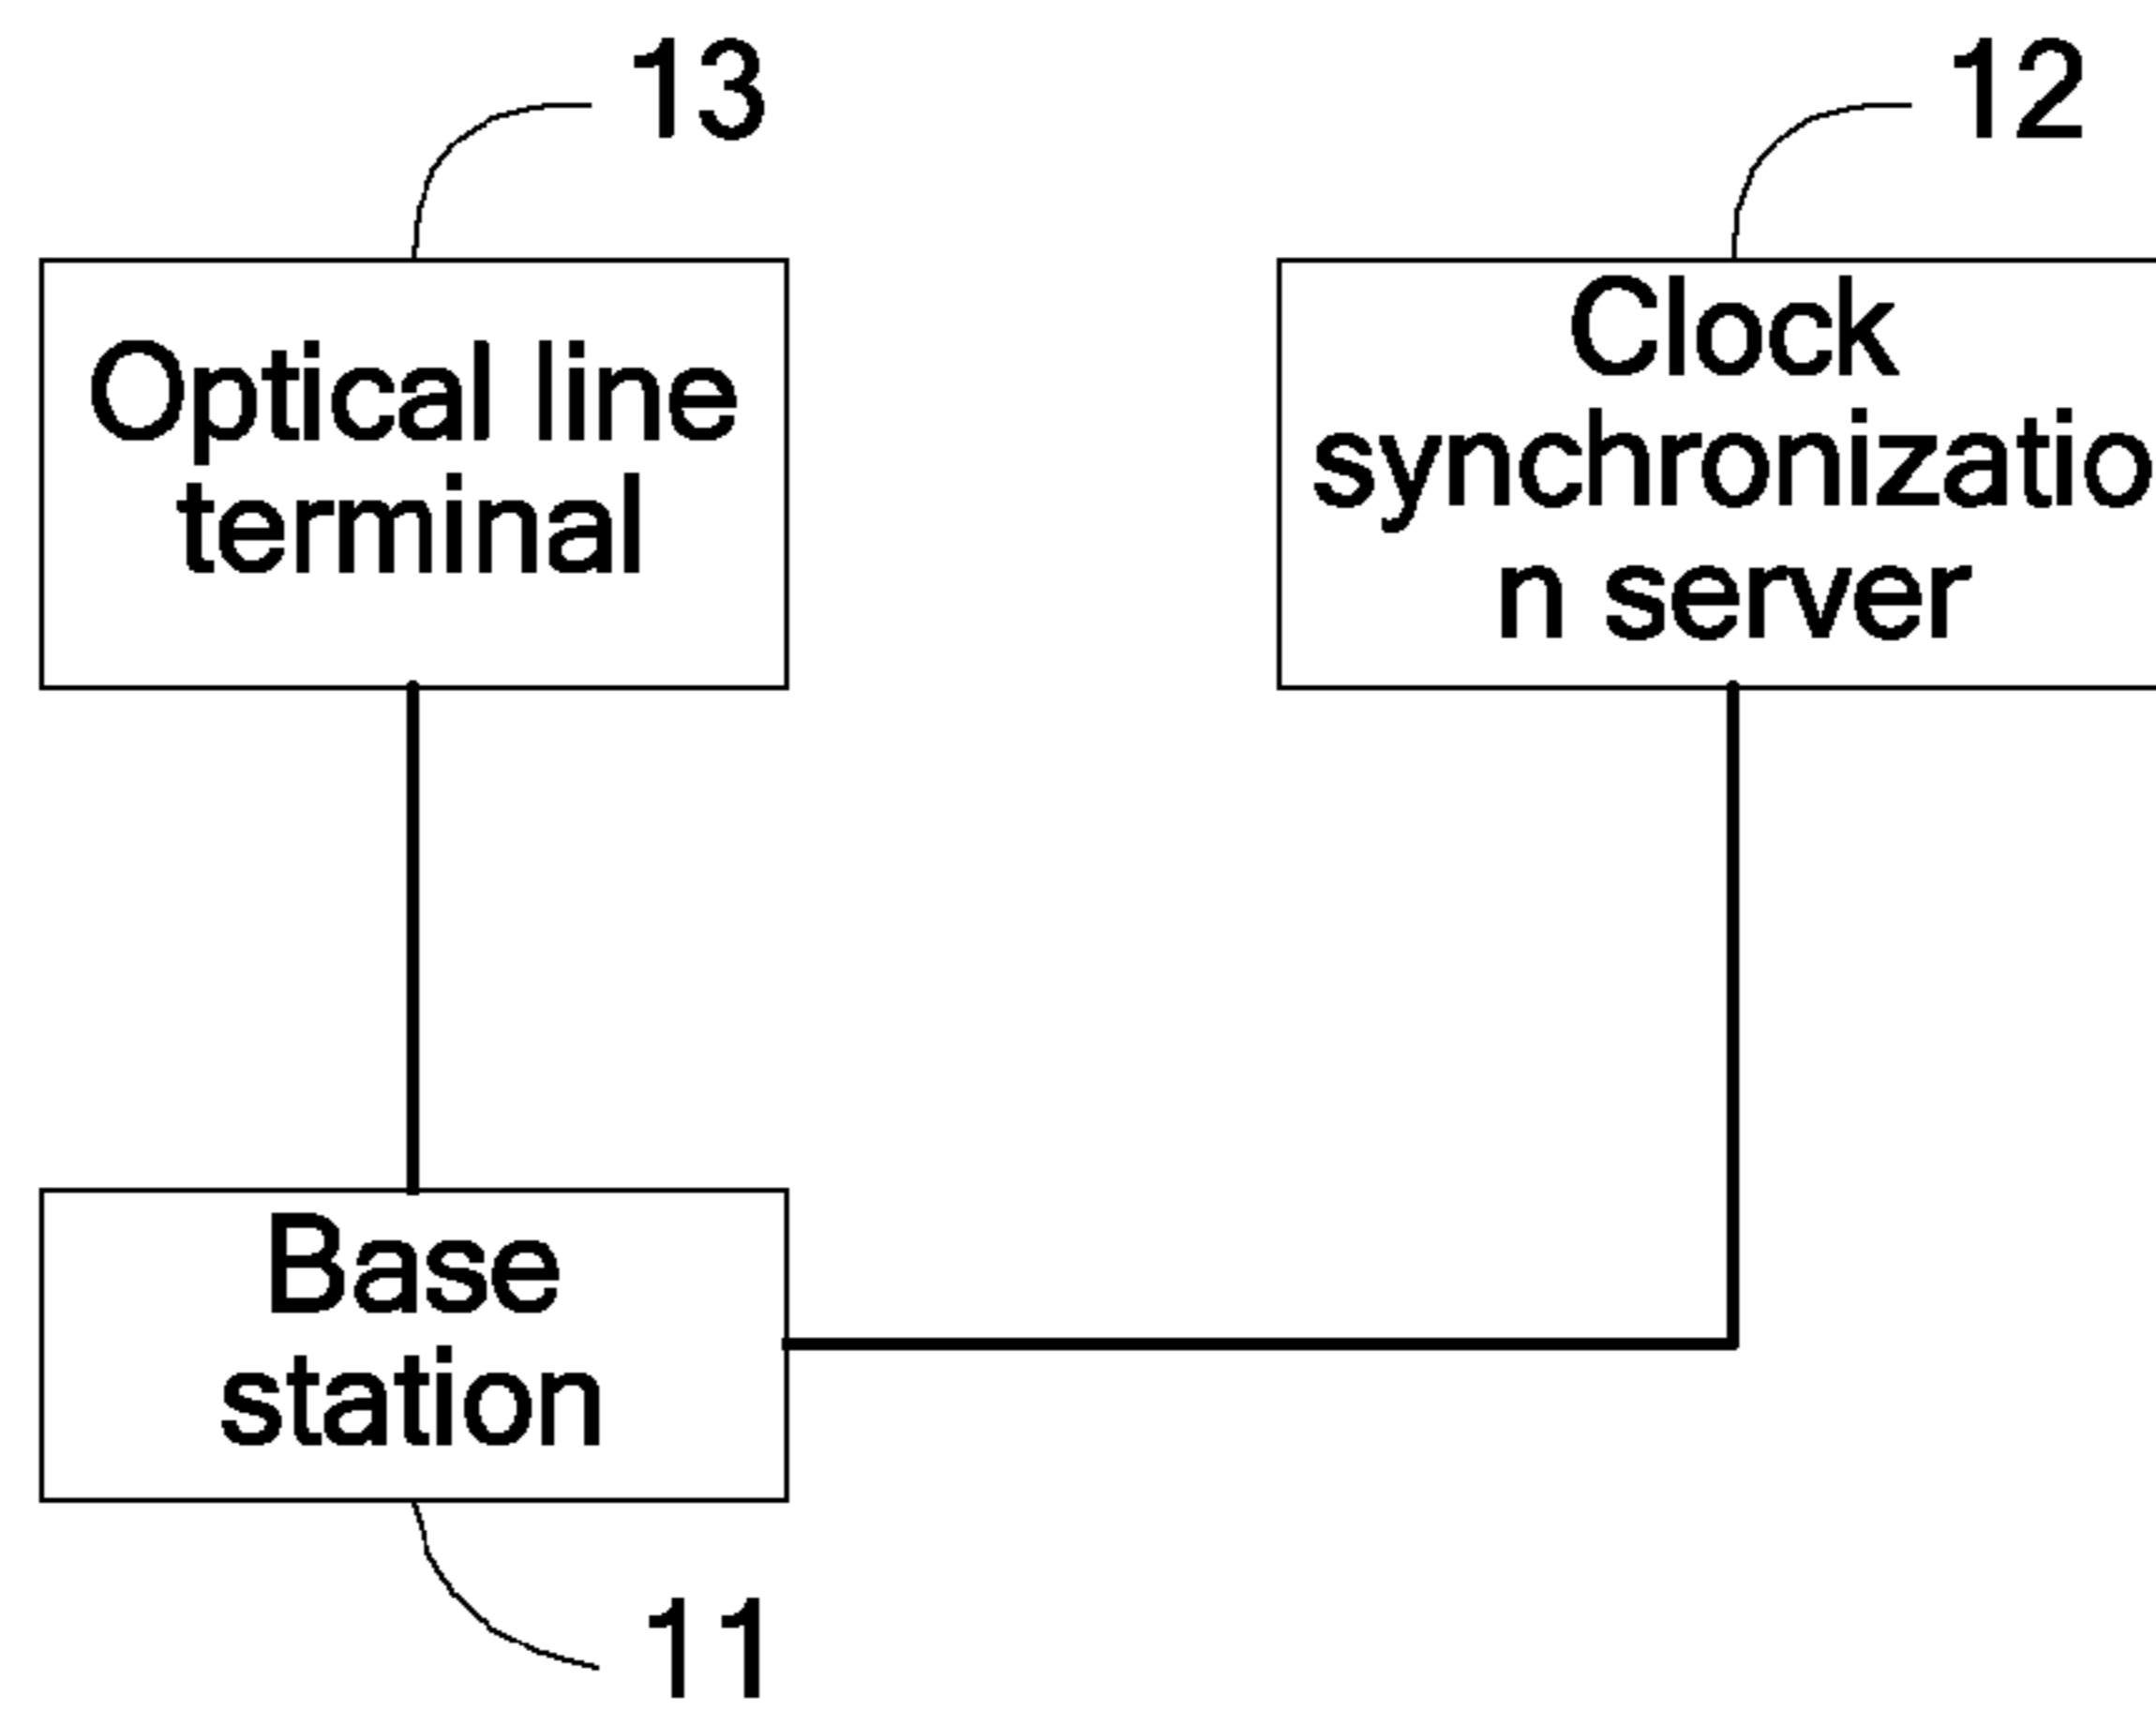 13
12
Optical line
terminal
Clock
synchronizatio
n server
Base
station
11